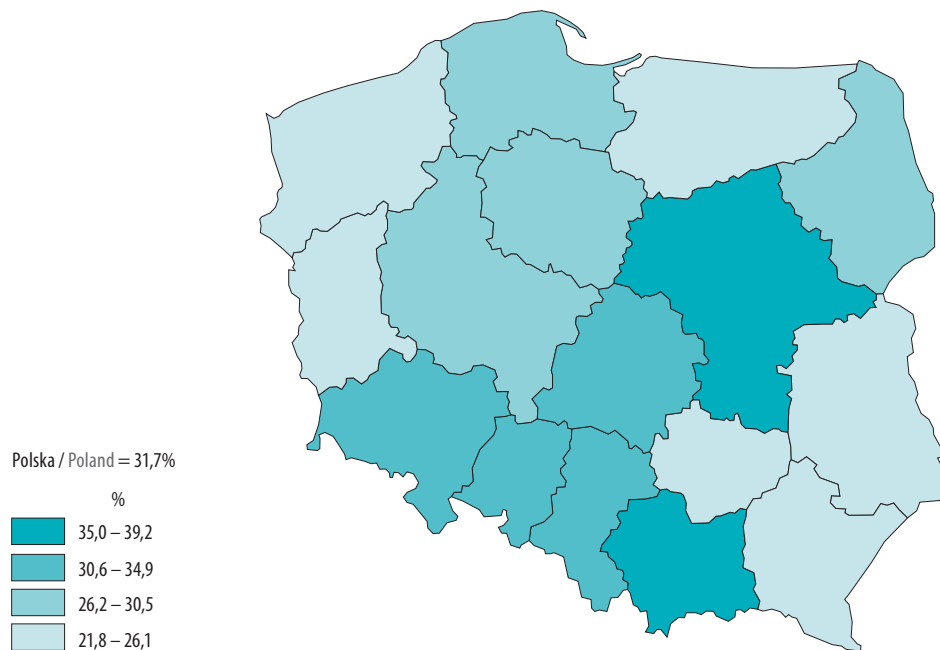 Polska / Poland = 31,7%
%
35,0 – 39,2
30,6 – 34,9
26,2 – 30,5
21,8 – 26,1